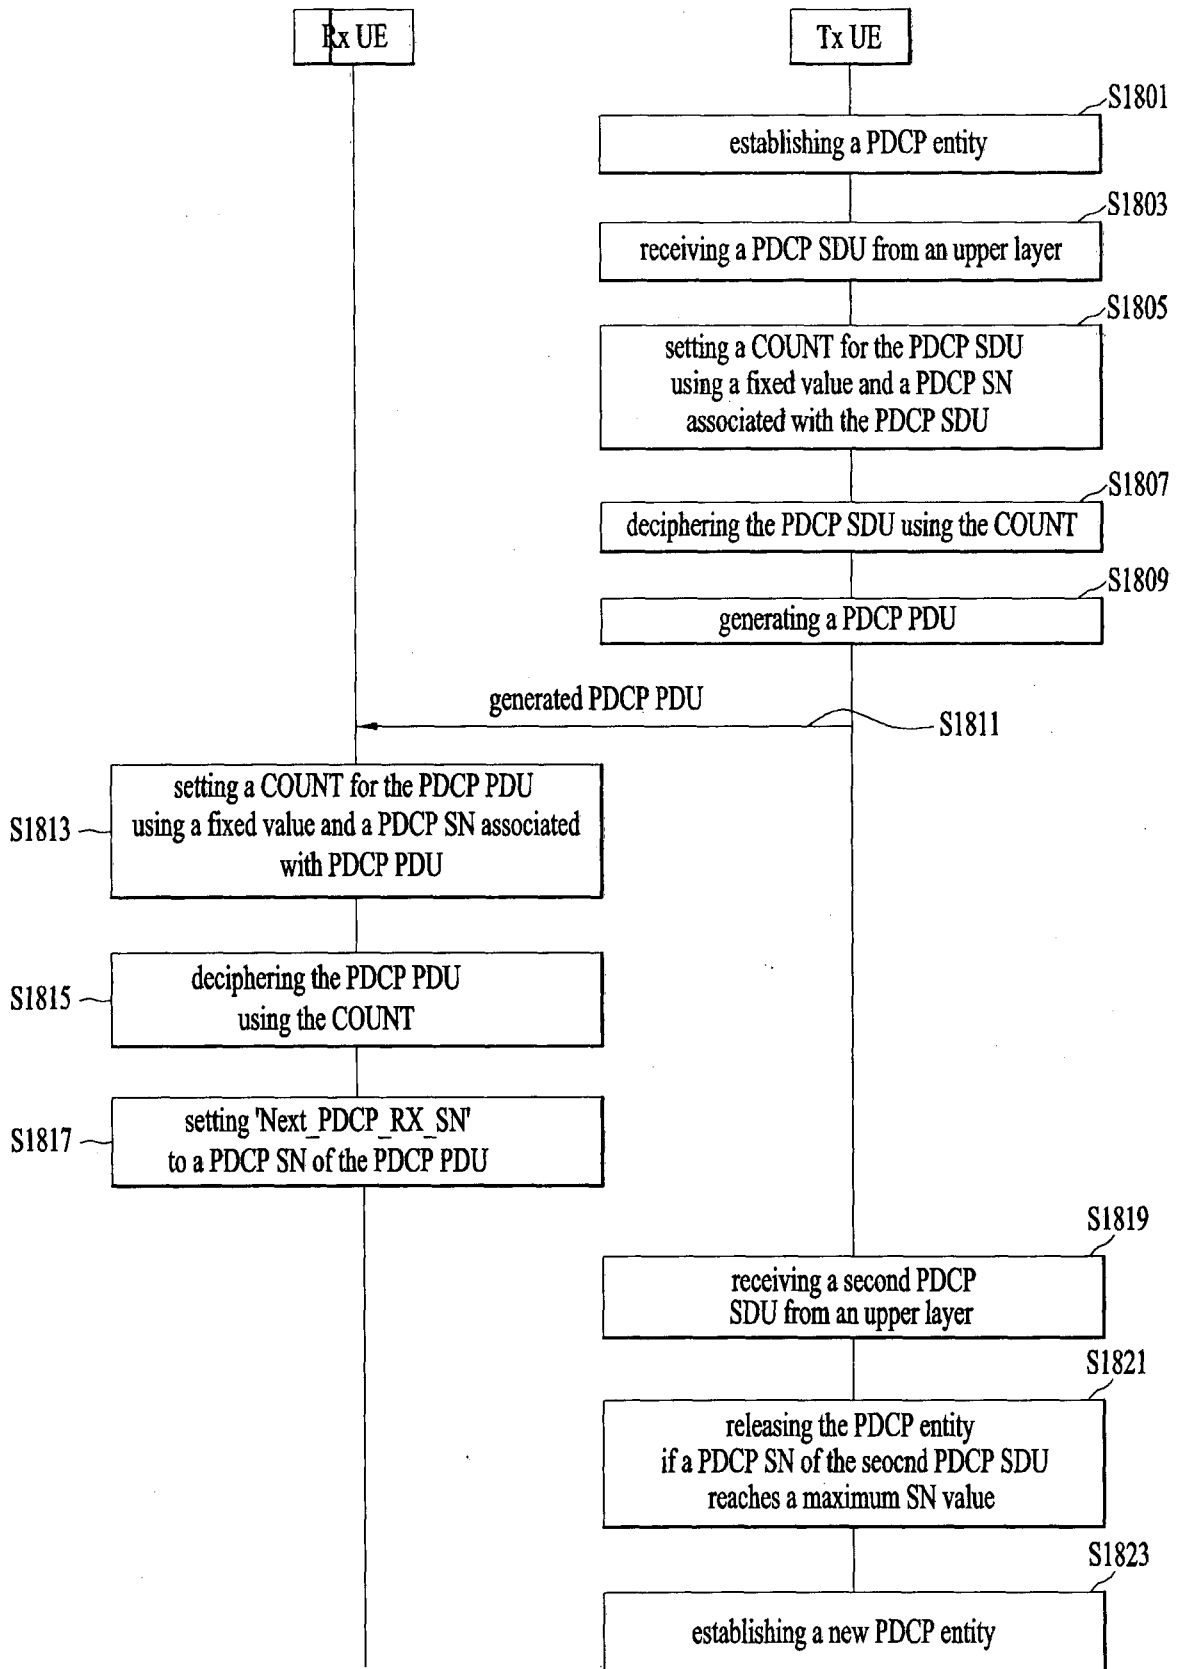 Rx UE
Tx UE
S1801
establishing a PDCP entity
S1803
receiving a PDCP SDU from an upper layer
S1805
setting a COUNT for the PDCP SDU
using a fixed value and a PDCP SN
associated with the PDCP SDU
S1807
deciphering the PDCP SDU using the COUNT
S1809
generating a PDCP PDU
generated PDCP PDU
S1811
setting a COUNT for the PDCP PDU
using a fixed value and a PDCP SN associated
with PDCP PDU
S1813
deciphering the PDCP PDU
using the COUNT
S1815
setting 'Next_PDCP_RX_SN'
to a PDCP SN of the PDCP PDU
S1817
S1819
receiving a second PDCP
SDU from an upper layer
S1821
releasing the PDCP entity
if a PDCP SN of the seocnd PDCP SDU
reaches a maximum SN value
S1823
establishing a new PDCP entity